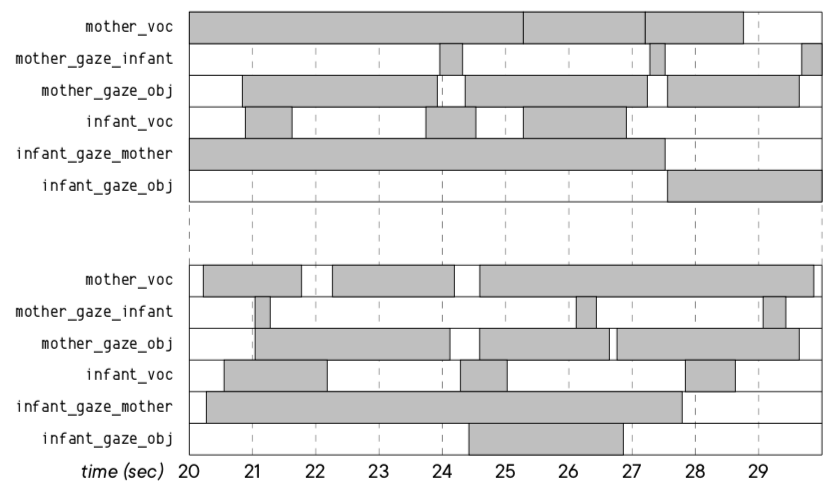 mother_voc
mother_gaze_infant
mother_gaze_obj
infant_voc
infant_gaze_mother
infant_gaze_obj
mother_voc
mother_gaze_infant
mother_gaze_obj
infant_voc
infant_gaze_mother
infant_gaze_obj
time (sec) 20 21 22 23 24 25 26 27 28 29